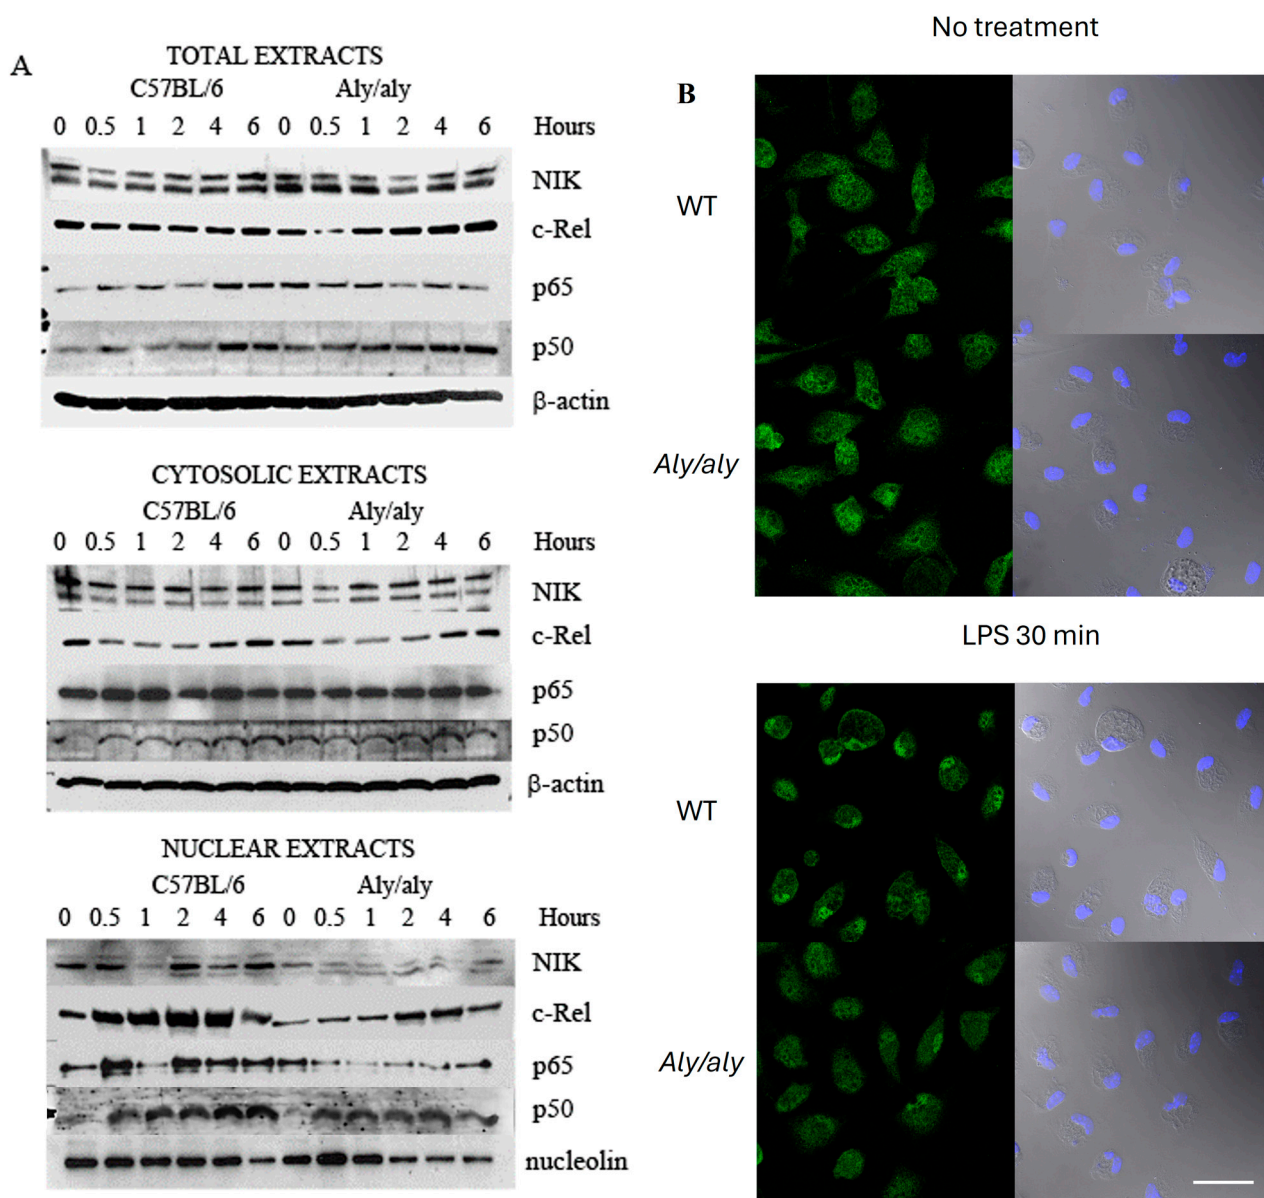 A
TOTAL EXTRACTS
C57BL/6 Aly/aly
0 0.5 1 2 4 6 0 0.5 1 2 4 6 Hours
NIK
c-Rel
p65
p50
β-actin
CYTOSOLIC EXTRACTS
C57BL/6 Aly/aly
0 0.5 1 2 4 6 0 0.5 1 2 4 6 Hours
NIK
c-Rel
p65
p50
β-actin
NUCLEAR EXTRACTS
C57BL/6 Aly/aly
0 0.5 1 2 4 6 0 0.5 1 2 4 6 Hours
NIK
c-Rel
p65
p50
nucleolin
No treatment
B
WT
Aly/aly
LPS 30 min
WT
Aly/aly